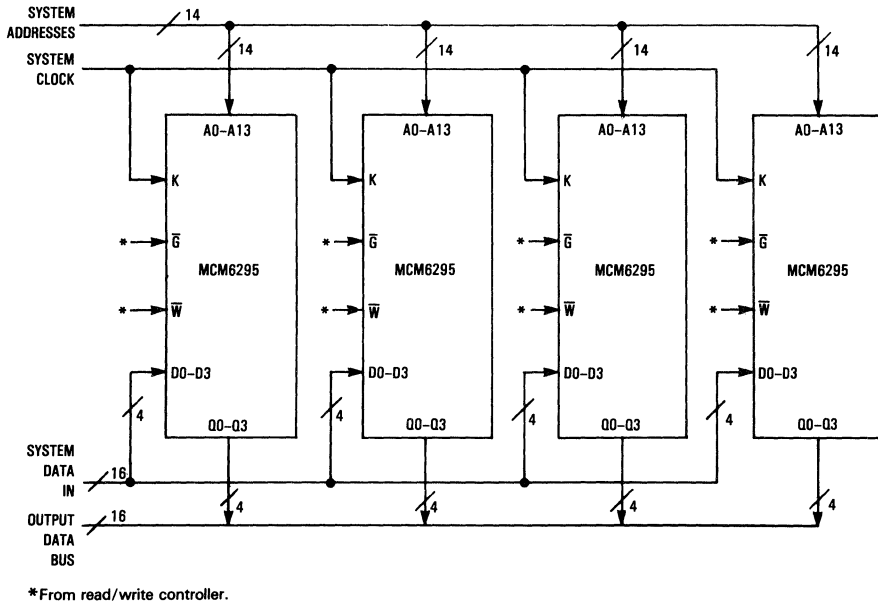 SYSTEM
ADDRESSES
14
14
14
14
14
SYSTEM
CLOCK
A0-A13
A0-A13
A0-A13
A0-A13
K
K
K
K
* G̅
* G̅
* G̅
* G̅
MCM6295
MCM6295
MCM6295
MCM6295
* W̅
* W̅
* W̅
* W̅
D0-D3
D0-D3
D0-D3
D0-D3
4
4
4
4
Q0-Q3
Q0-Q3
Q0-Q3
Q0-Q3
SYSTEM
DATA
IN
16
4
4
4
4
OUTPUT
DATA
BUS
16
*From read/write controller.